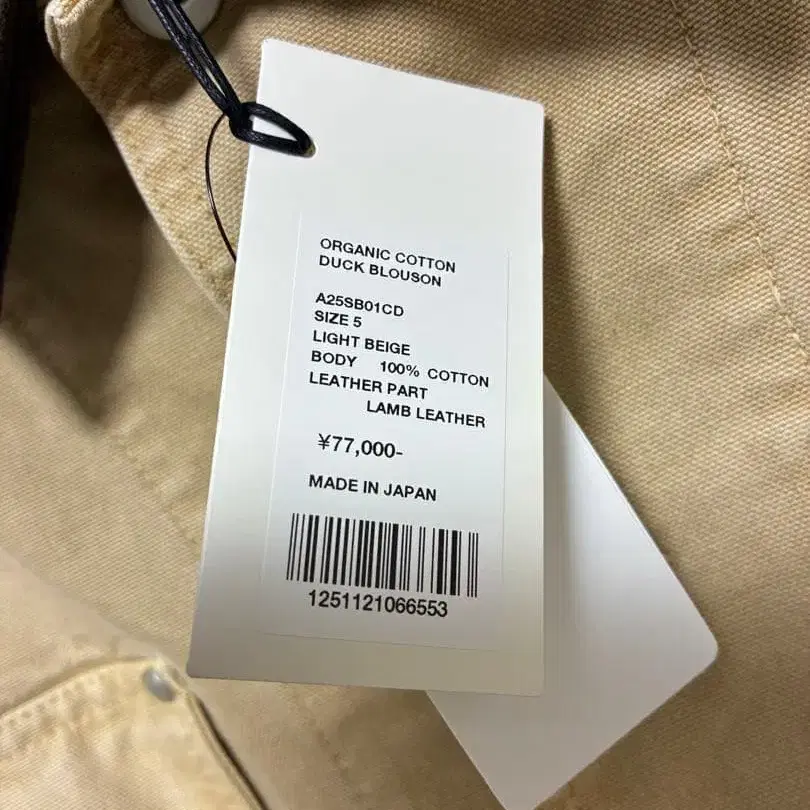 ORGANIC COTTON
DUCK BLOUSON
A25SB01CD
SIZE 5
LIGHT BEIGE
BODY 100% COTTON
LEATHER PART
LAMB LEATHER
¥77,000-
MADE IN JAPAN
1251121066553